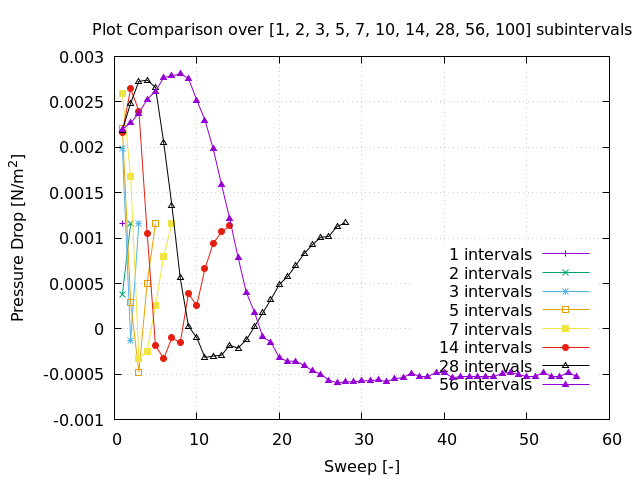 Plot Comparison over [1, 2, 3, 5, 7, 10, 14, 28, 56, 100] subintervals
0.003
0.0025
0.002
0.0015
0.001
0.0005
0
-0.0005
-0.001
Pressure Drop [N/m²]
1 intervals
2 intervals
3 intervals
5 intervals
7 intervals
14 intervals
28 intervals
56 intervals
0 10 20 30 40 50 60
Sweep [-]